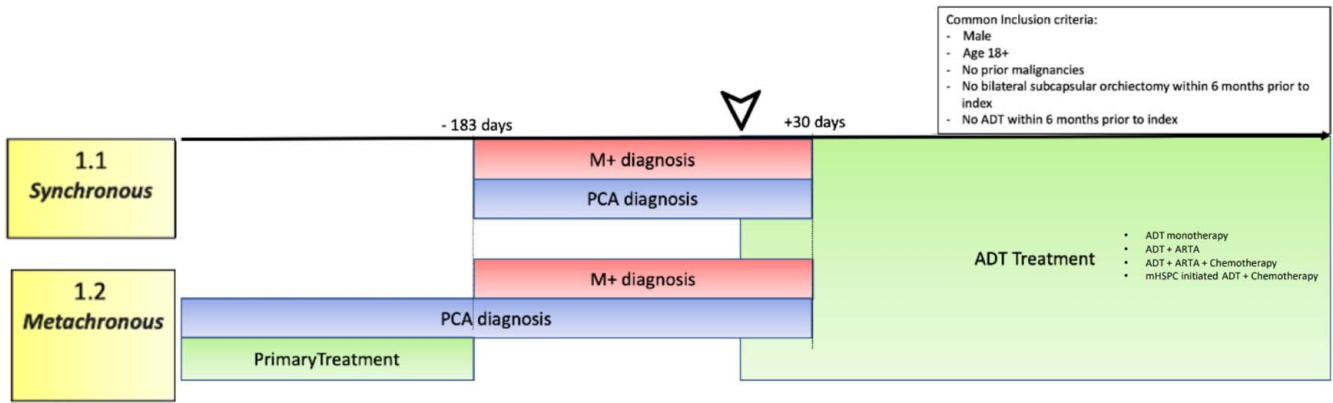 Common Inclusion criteria:
- Male
- Age 18+
- No prior malignancies
- No bilateral subcapsular orchiectomy within 6 months prior to
index
- No ADT within 6 months prior to index
- 183 days
+30 days
1.1
Synchronous
M+ diagnosis
PCA diagnosis
ADT Treatment
• ADT monotherapy
• ADT + ARTA
• ADT + ARTA + Chemotherapy
• mHSPC initiated ADT + Chemotherapy
1.2
Metachronous
M+ diagnosis
PCA diagnosis
PrimaryTreatment